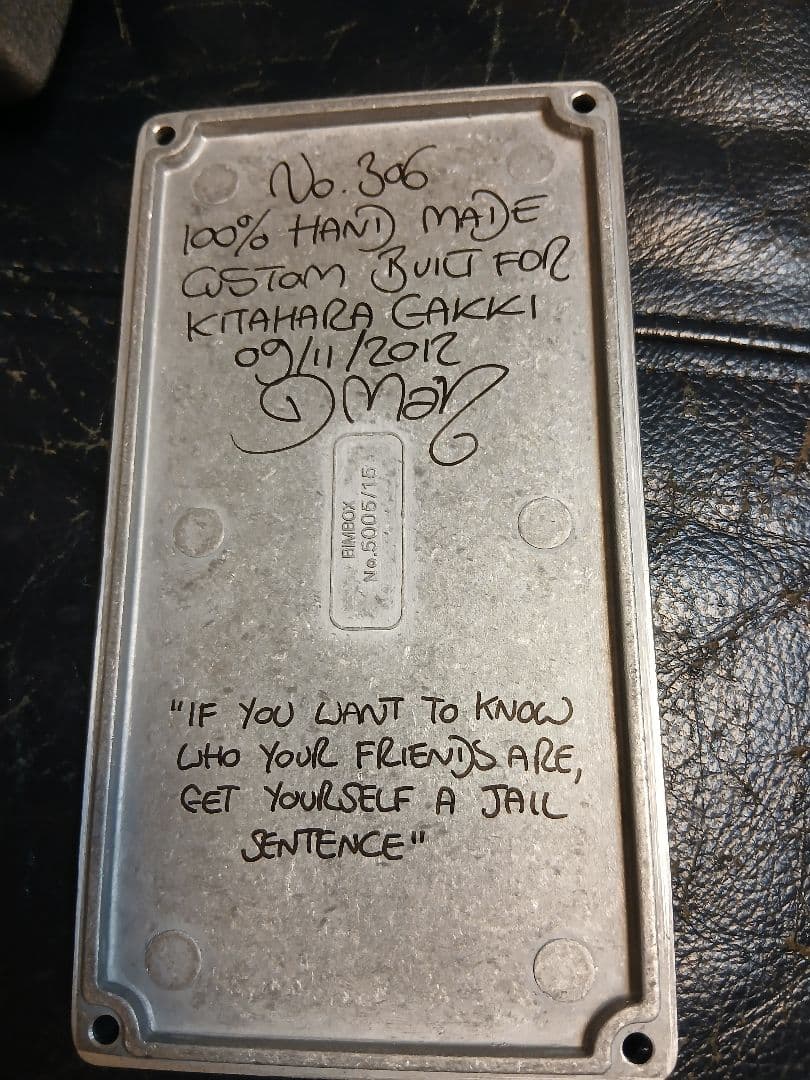 No. 306
100% HAND MADE
CUSTOM BUILT FOR
KITAHARA GAKKI
09/11/2012
D Mar
BIMBOX
No.5005/15
"IF YOU WANT TO KNOW
WHO YOUR FRIENDS ARE,
GET YOURSELF A JAIL
SENTENCE"